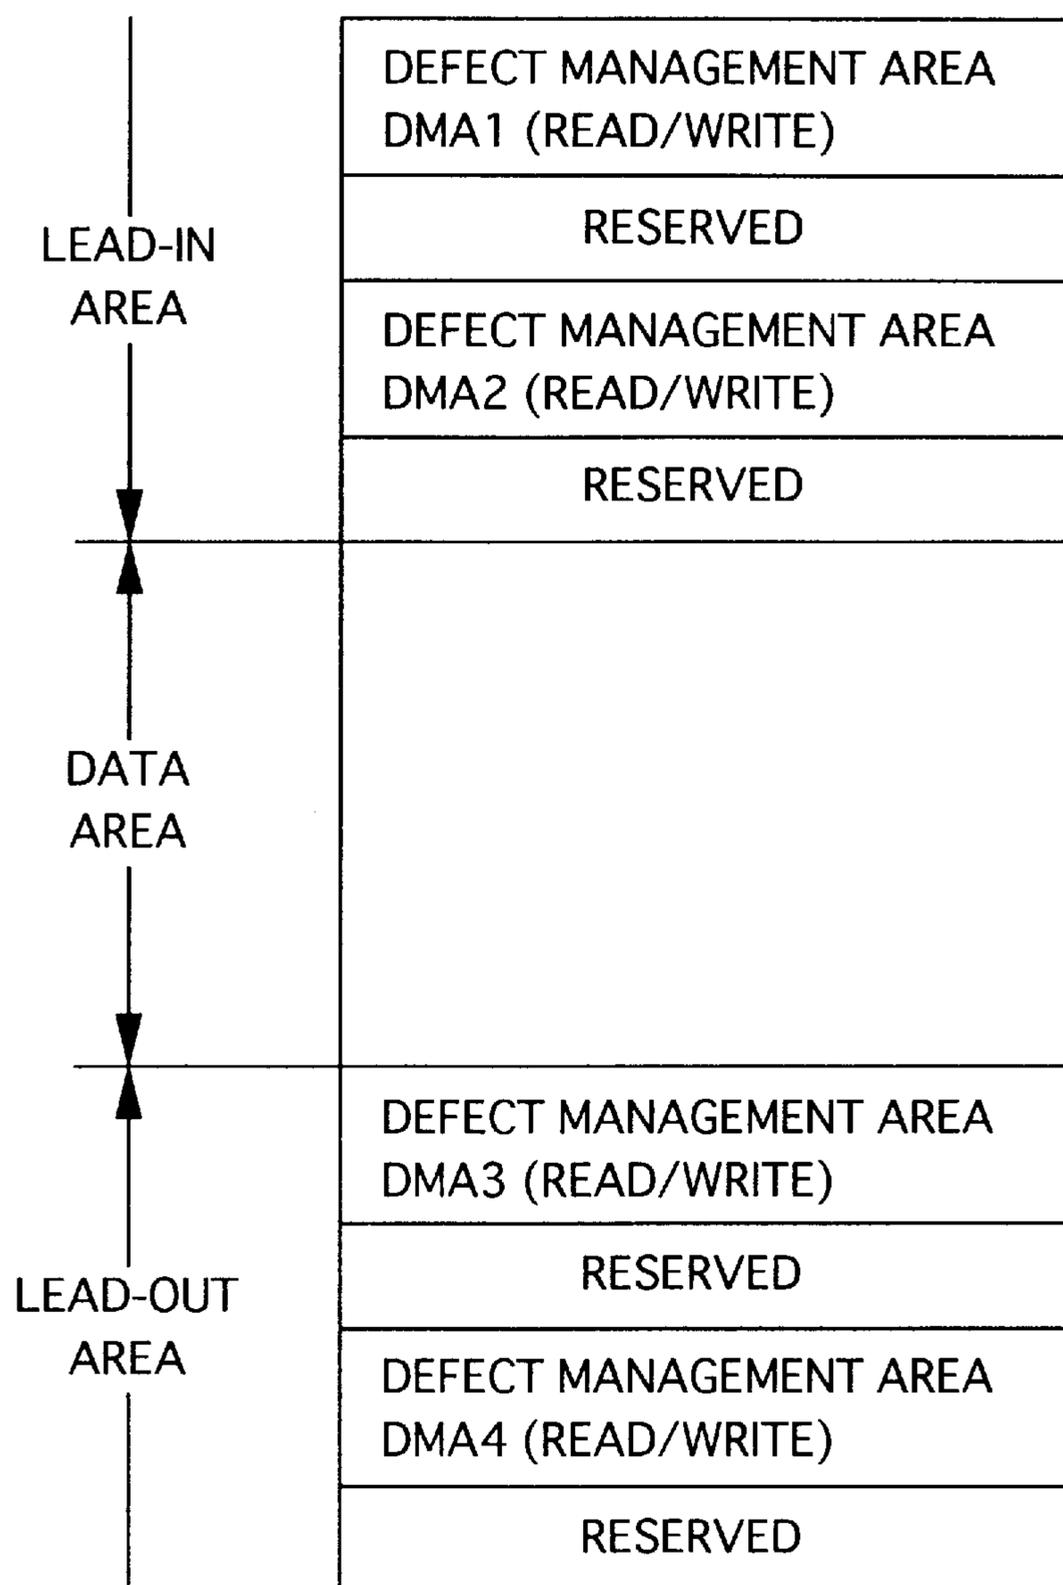 DEFECT MANAGEMENT AREA
DMA1 (READ/WRITE)
RESERVED
LEAD-IN
AREA
DEFECT MANAGEMENT AREA
DMA2 (READ/WRITE)
RESERVED
DATA
AREA
DEFECT MANAGEMENT AREA
DMA3 (READ/WRITE)
RESERVED
LEAD-OUT
AREA
DEFECT MANAGEMENT AREA
DMA4 (READ/WRITE)
RESERVED